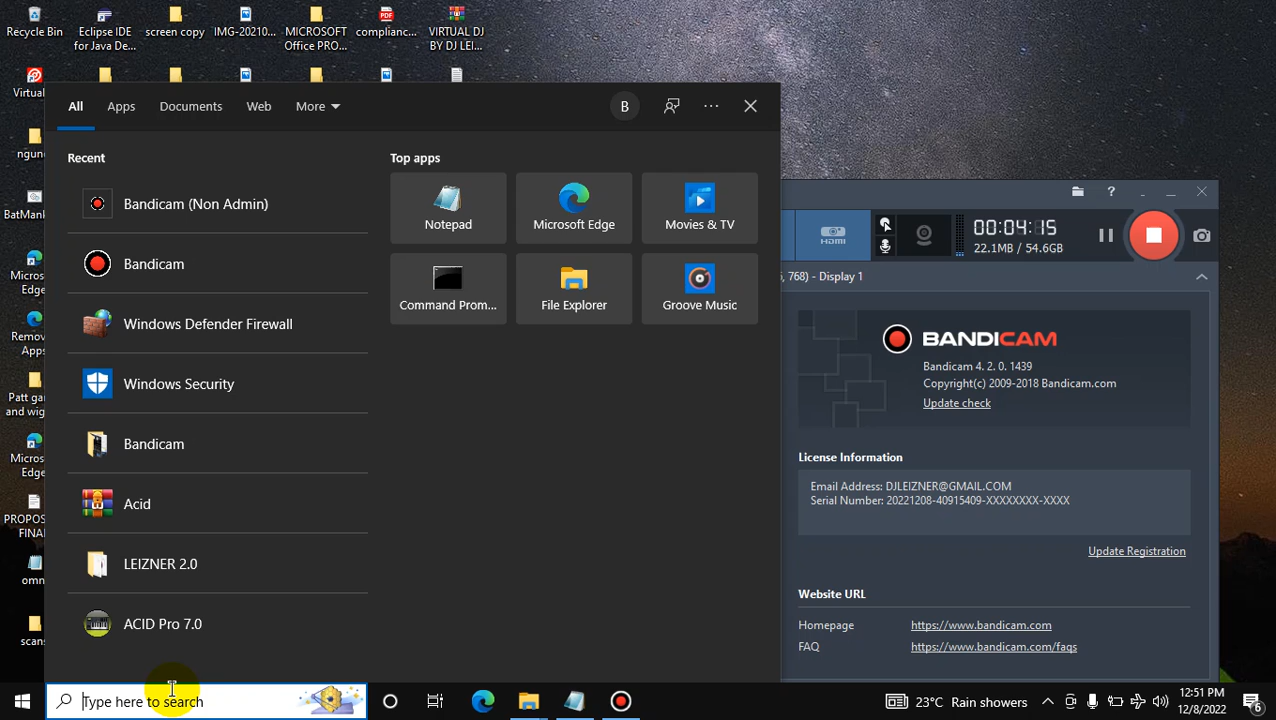 Recycle Bin
Eclipse IDE
for Java De...
screen copy
IMG-20210...
MICROSOFT
Office PRO...
complianc...
VIRTUAL DJ
BY DJ LEI...
Virtual
ngun
BatMan
Micros
Edge
Remov
Apps
Patt ga
and wig
Micros
Edge
PROPOS
FINA
omn
scans
All
Apps
Documents
Web
More
B
Recent
Bandicam (Non Admin)
Bandicam
Windows Defender Firewall
Windows Security
Bandicam
Acid
LEIZNER 2.0
ACID Pro 7.0
Top apps
Notepad
Microsoft Edge
Movies & TV
Command Prom...
File Explorer
Groove Music
HDMI
00:04:15
22.1MB / 54.6GB
, 768) - Display 1
BANDICAM
Bandicam 4. 2. 0. 1439
Copyright(c) 2009-2018 Bandicam.com
Update check
License Information
Email Address: DJLEIZNER@GMAIL.COM
Serial Number: 20221208-40915409-XXXXXXXX-XXXX
Update Registration
Website URL
Homepage https://www.bandicam.com
FAQ https://www.bandicam.com/faqs
Type here to search
23°C Rain showers
12:51 PM
12/8/2022
6